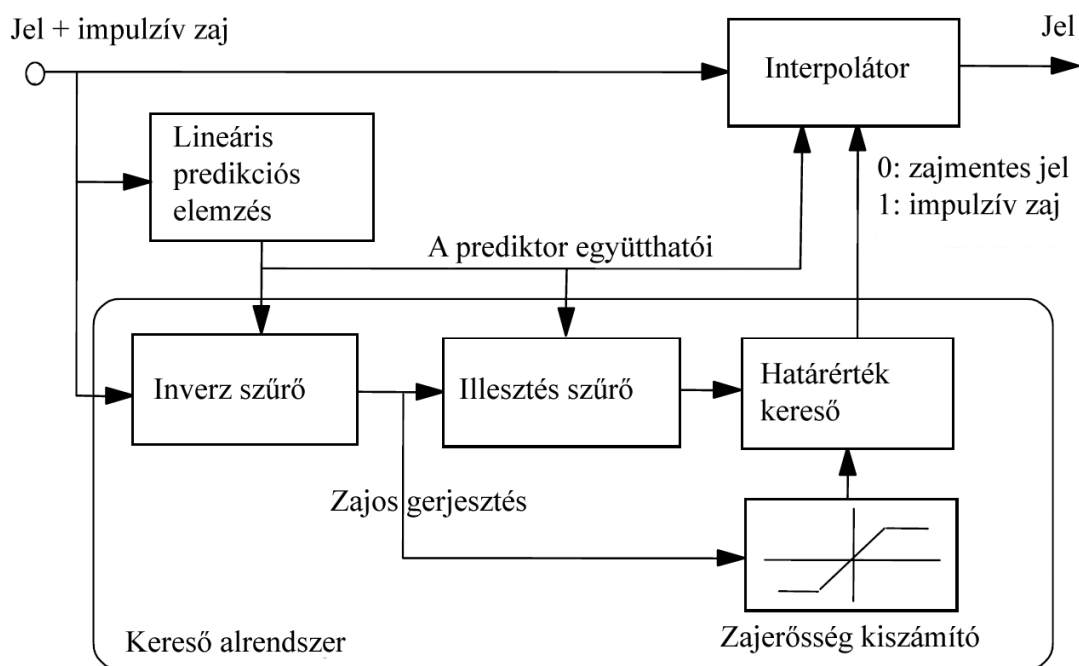 Jel + impulzív zaj
Jel
Interpolátor
Lineáris
predikciós
elemzés
0: zajmentes jel
1: impulzív zaj
A prediktor együtthatói
Inverz szűrő
Illesztés szűrő
Határérték
kereső
Zajos gerjesztés
Kereső alrendszer
Zajerősség kiszámító